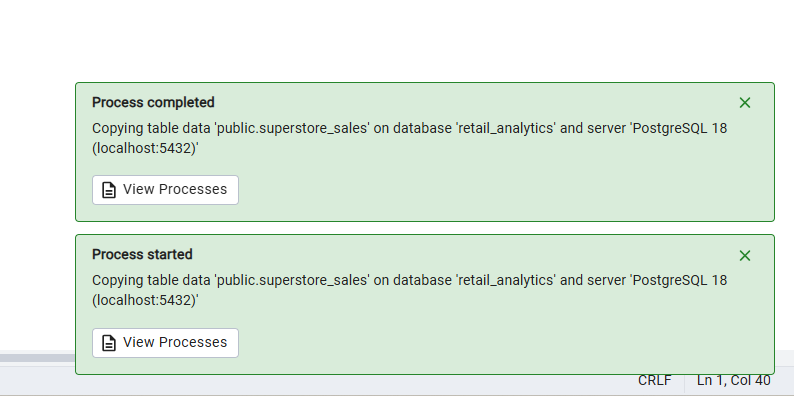 Process completed
Copying table data 'public.superstore_sales' on database 'retail_analytics' and server 'PostgreSQL 18
(localhost:5432)'
View Processes
Process started
Copying table data 'public.superstore_sales' on database 'retail_analytics' and server 'PostgreSQL 18
(localhost:5432)'
View Processes
CRLF Ln 1, Col 40